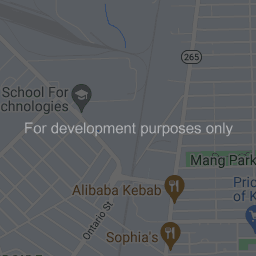 265
School For
chnologies
For development purposes only
Mang Park
Alibaba Kebab
Pric
of K
Ontario St
Sophia's